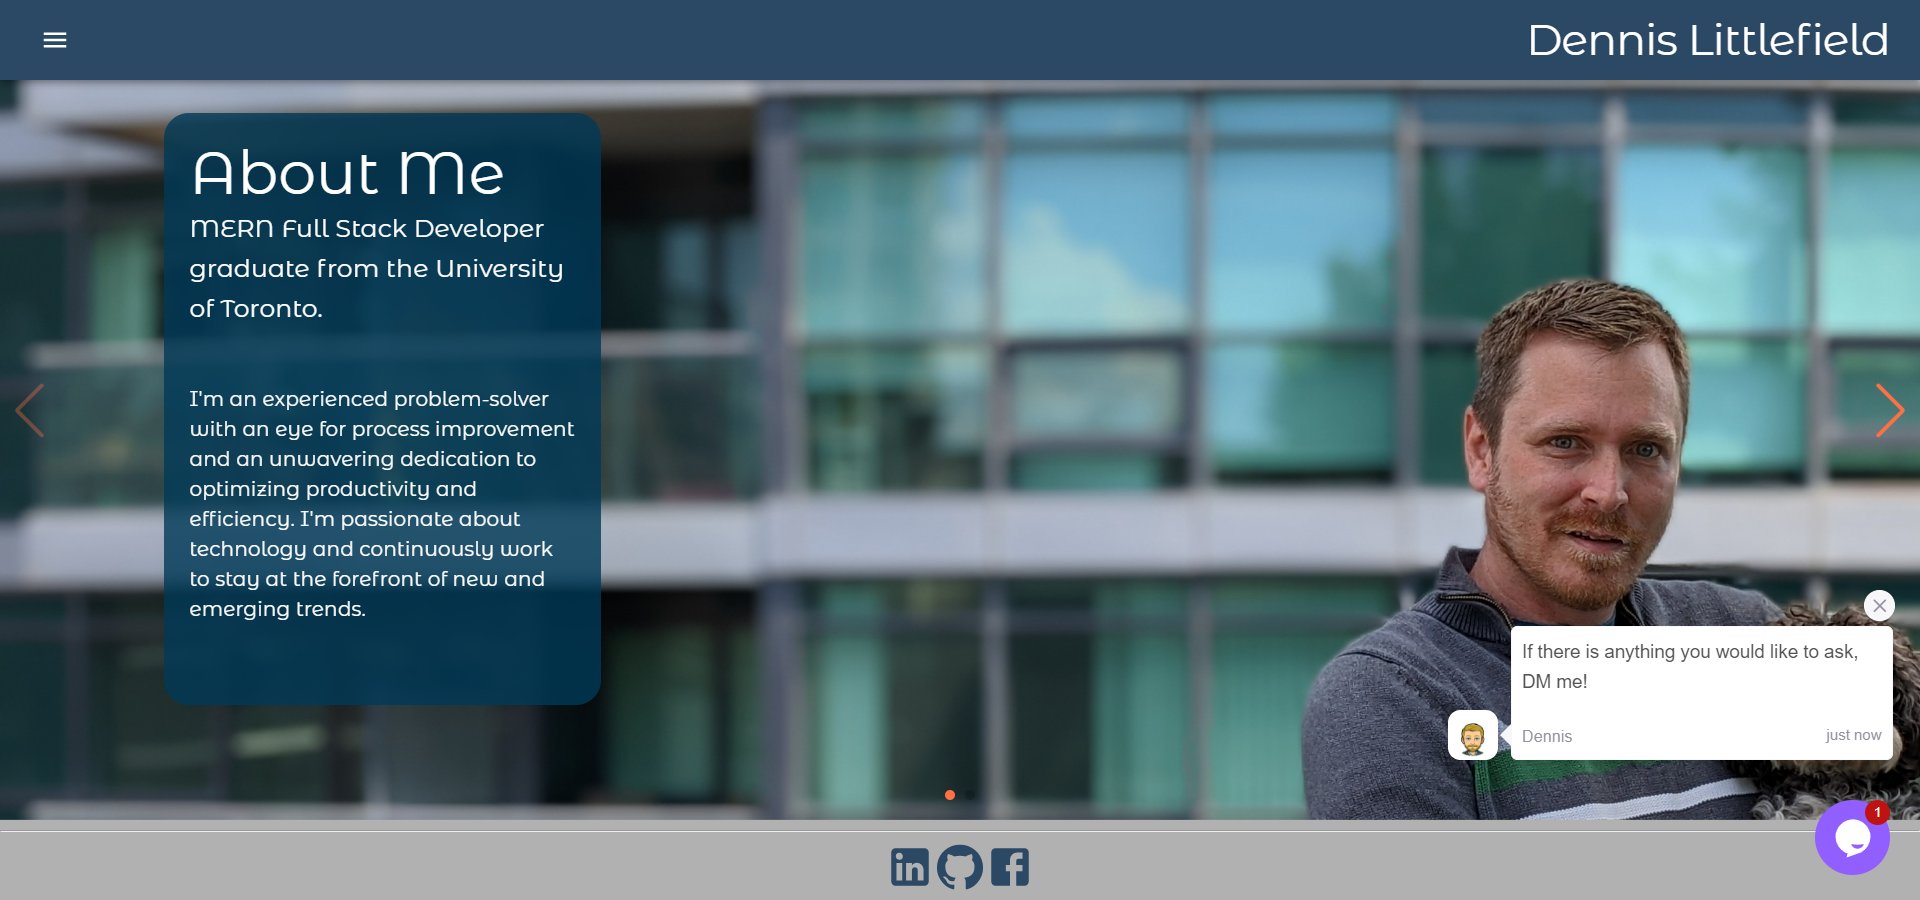 Dennis Littlefield
About Me
MERN Full Stack Developer
graduate from the University
of Toronto.
I'm an experienced problem-solver
with an eye for process improvement
and an unwavering dedication to
optimizing productivity and
efficiency. I'm passionate about
technology and continuously work
to stay at the forefront of new and
emerging trends.
If there is anything you would like to ask,
DM me!
Dennis
just now
1
in